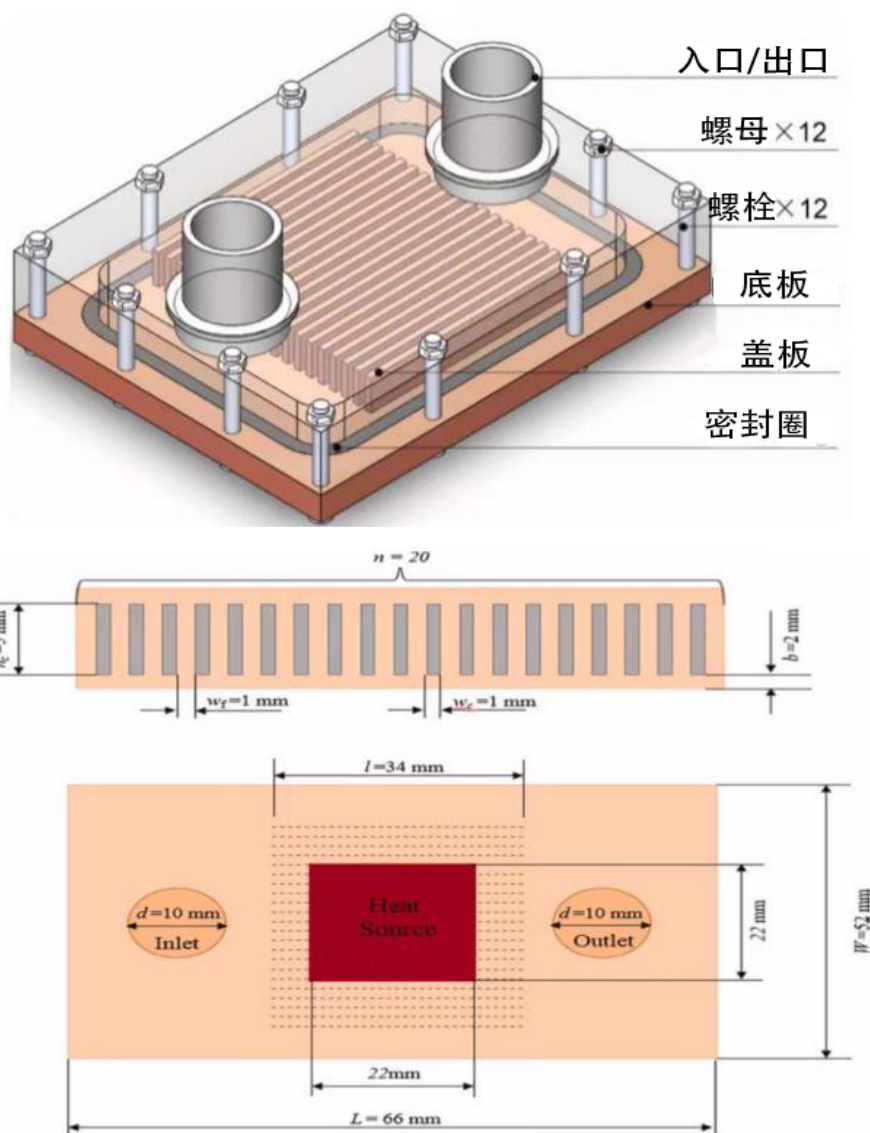 入口/出口
螺母×12
螺栓×12
底板
盖板
密封圈
n = 20
b=2 mm
wf=1 mm
wc=1 mm
l=34 mm
Heat
Source
d=10 mm
Inlet
d=10 mm
Outlet
22 mm
W=52 mm
22mm
L= 66 mm